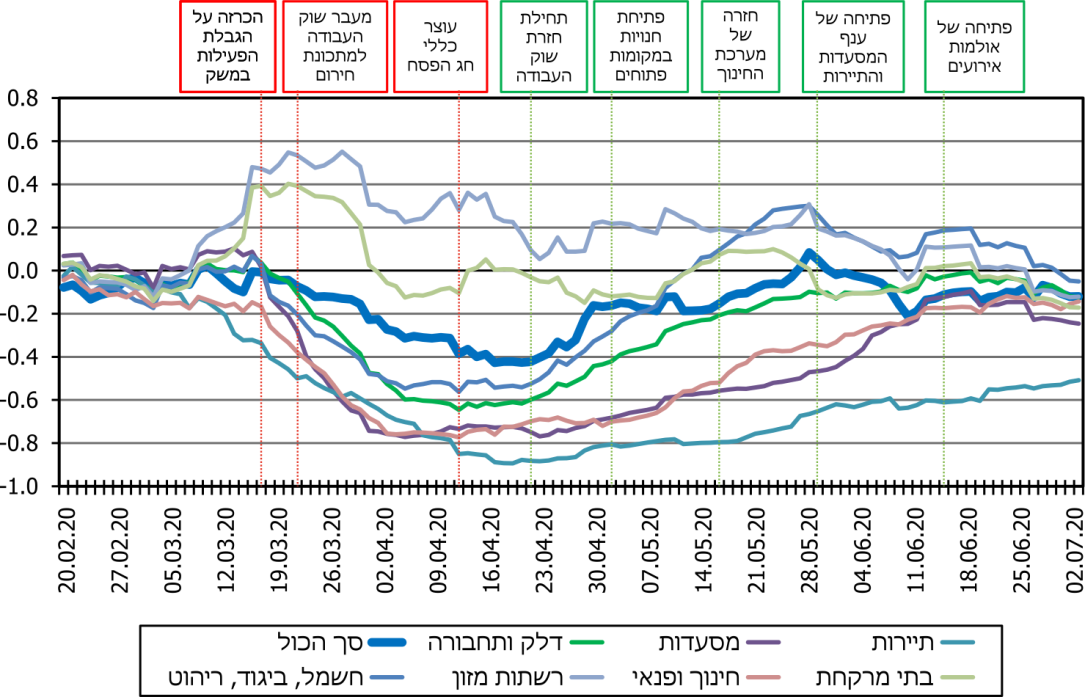 הכרזה על
הגבלת
הפעילות
במשק
מעבר שוק
העבודה
למתכונת
חירום
עוצר
כללי
חג הפסח
תחילת
חזרת
שוק
העבודה
פתיחת
חנויות
במקומות
פתוחים
חזרה
של
מערכת
החינוך
פתיחה של
ענף
המסעדות
והתיירות
פתיחה של
אולמות
אירועים
0.8
0.6
0.4
0.2
0.0
-0.2
-0.4
-0.6
-0.8
-1.0
20.02.20
27.02.20
05.03.20
12.03.20
19.03.20
26.03.20
02.04.20
09.04.20
16.04.20
23.04.20
30.04.20
07.05.20
14.05.20
21.05.20
28.05.20
04.06.20
11.06.20
18.06.20
25.06.20
02.07.20
תיירות מסעדות דלק ותחבורה סך הכול
בתי מרקחת חינוך ופנאי רשתות מזון חשמל, ביגוד, ריהוט